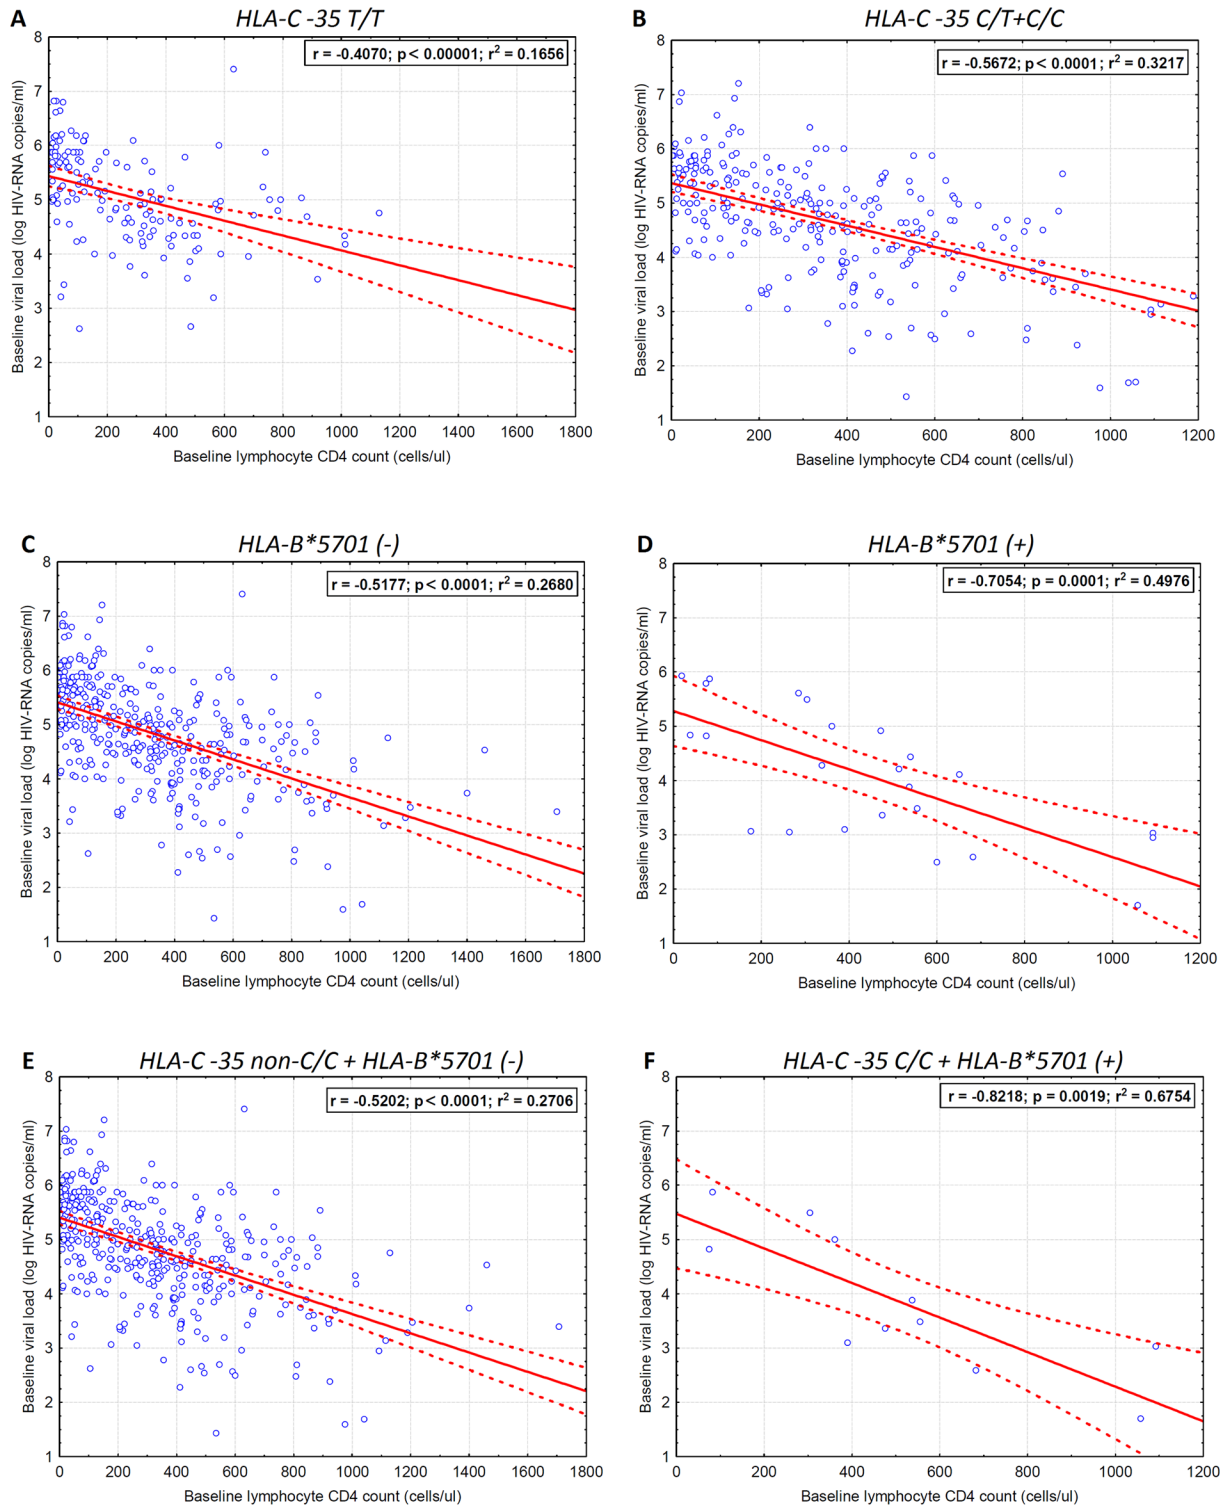 A
HLA-C -35 T/T
r = -0.4070; p < 0.00001; r² = 0.1656
Baseline viral load (log HIV-RNA copies/ml)
8
7
6
5
4
3
2
1
0 200 400 600 800 1000 1200 1400 1600 1800
Baseline lymphocyte CD4 count (cells/ul)
B
HLA-C -35 C/T+C/C
r = -0.5672; p < 0.0001; r² = 0.3217
Baseline viral load (log HIV-RNA copies/ml)
8
7
6
5
4
3
2
1
0 200 400 600 800 1000 1200
Baseline lymphocyte CD4 count (cells/ul)
C
HLA-B*5701 (-)
r = -0.5177; p < 0.0001; r² = 0.2680
Baseline viral load (log HIV-RNA copies/ml)
8
7
6
5
4
3
2
1
0 200 400 600 800 1000 1200 1400 1600 1800
Baseline lymphocyte CD4 count (cells/ul)
D
HLA-B*5701 (+)
r = -0.7054; p = 0.0001; r² = 0.4976
Baseline viral load (log HIV-RNA copies/ml)
8
7
6
5
4
3
2
1
0 200 400 600 800 1000 1200
Baseline lymphocyte CD4 count (cells/ul)
E
HLA-C -35 non-C/C + HLA-B*5701 (-)
r = -0.5202; p < 0.0001; r² = 0.2706
Baseline viral load (log HIV-RNA copies/ml)
8
7
6
5
4
3
2
1
0 200 400 600 800 1000 1200 1400 1600 1800
Baseline lymphocyte CD4 count (cells/ul)
F
HLA-C -35 C/C + HLA-B*5701 (+)
r = -0.8218; p = 0.0019; r² = 0.6754
Baseline viral load (log HIV-RNA copies/ml)
8
7
6
5
4
3
2
1
0 200 400 600 800 1000 1200
Baseline lymphocyte CD4 count (cells/ul)